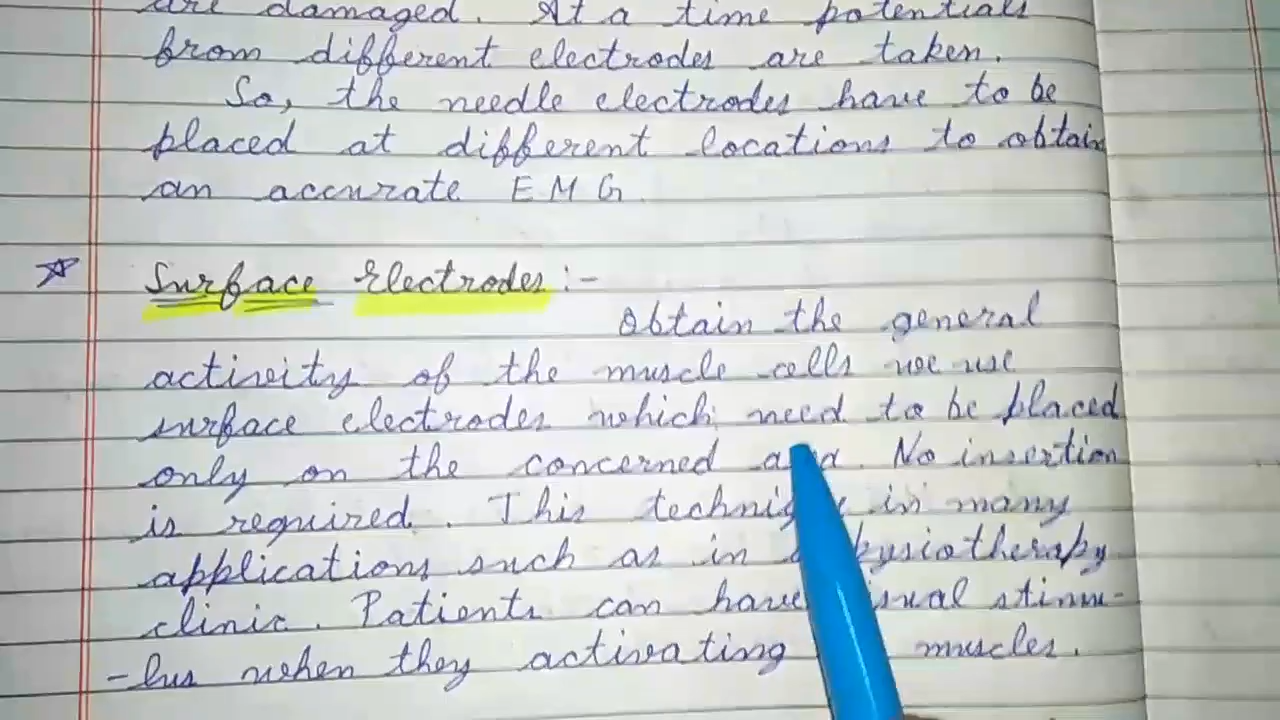 are damaged. At a time potentials
from different electrodes are taken.
So, the needle electrodes have to be
placed at different locations to obtain
an accurate EMG
Surface Electrodes :-
Obtain the general
activity of the muscle cells we use
surface electrodes which need to be placed
only on the concerned area. No insertion
is required. This technique in many
applications such as in physiotherapy
clinic. Patients can have stimu-
-lus when they activating muscles.